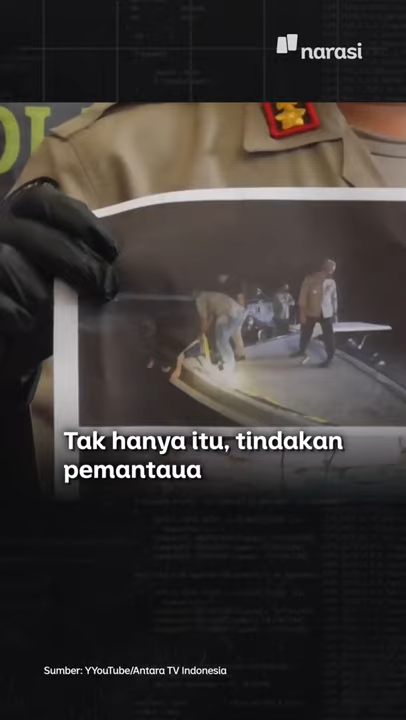 narasi
Tak hanya itu, tindakan
pemantaua
Sumber: YYouTube/Antara TV Indonesia